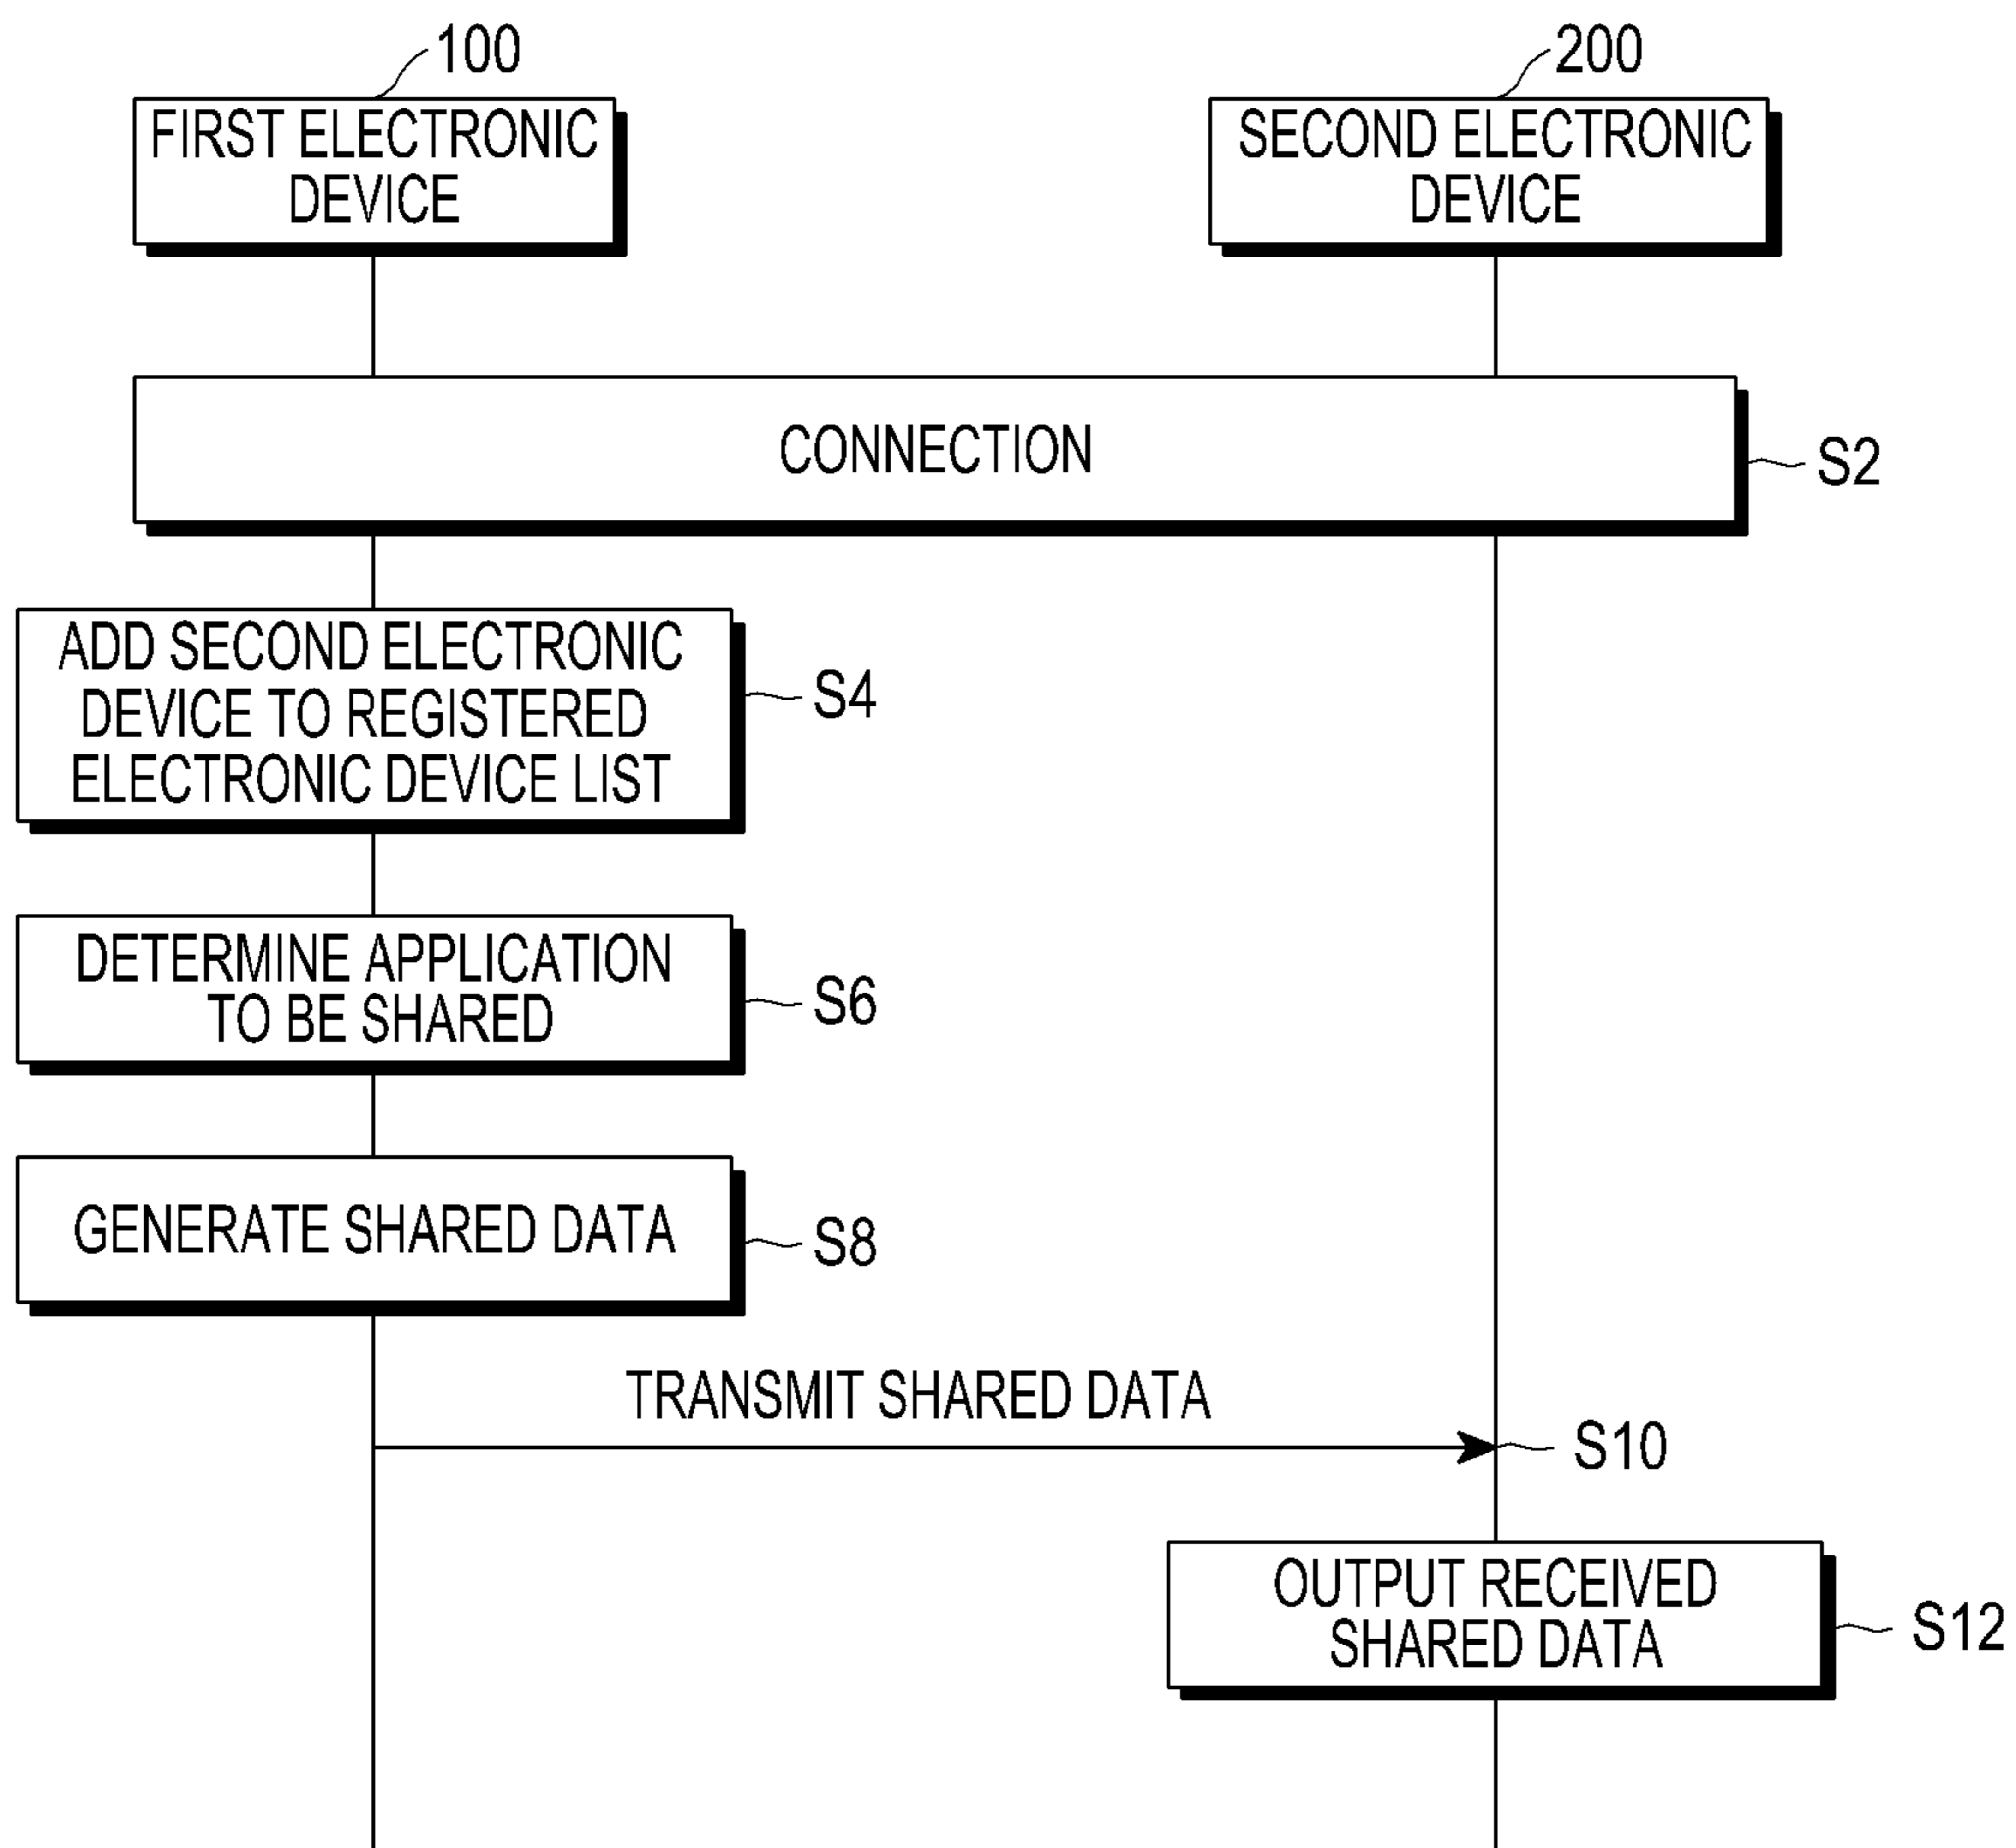 100
200
FIRST ELECTRONIC
DEVICE
SECOND ELECTRONIC
DEVICE
CONNECTION
S2
ADD SECOND ELECTRONIC
DEVICE TO REGISTERED
ELECTRONIC DEVICE LIST
S4
DETERMINE APPLICATION
TO BE SHARED
S6
GENERATE SHARED DATA
S8
TRANSMIT SHARED DATA
S10
OUTPUT RECEIVED
SHARED DATA
S12